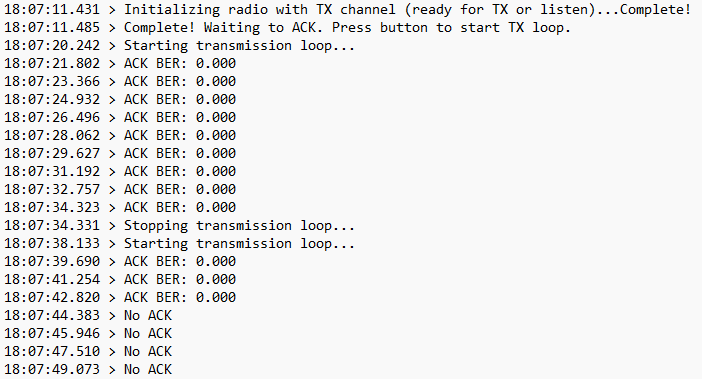 18:07:11.431 > Initializing radio with TX channel (ready for TX or listen)...Complete!
18:07:11.485 > Complete! Waiting to ACK. Press button to start TX loop.
18:07:20.242 > Starting transmission loop...
18:07:21.802 > ACK BER: 0.000
18:07:23.366 > ACK BER: 0.000
18:07:24.932 > ACK BER: 0.000
18:07:26.496 > ACK BER: 0.000
18:07:28.062 > ACK BER: 0.000
18:07:29.627 > ACK BER: 0.000
18:07:31.192 > ACK BER: 0.000
18:07:32.757 > ACK BER: 0.000
18:07:34.323 > ACK BER: 0.000
18:07:34.331 > Stopping transmission loop...
18:07:38.133 > Starting transmission loop...
18:07:39.690 > ACK BER: 0.000
18:07:41.254 > ACK BER: 0.000
18:07:42.820 > ACK BER: 0.000
18:07:44.383 > No ACK
18:07:45.946 > No ACK
18:07:47.510 > No ACK
18:07:49.073 > No ACK